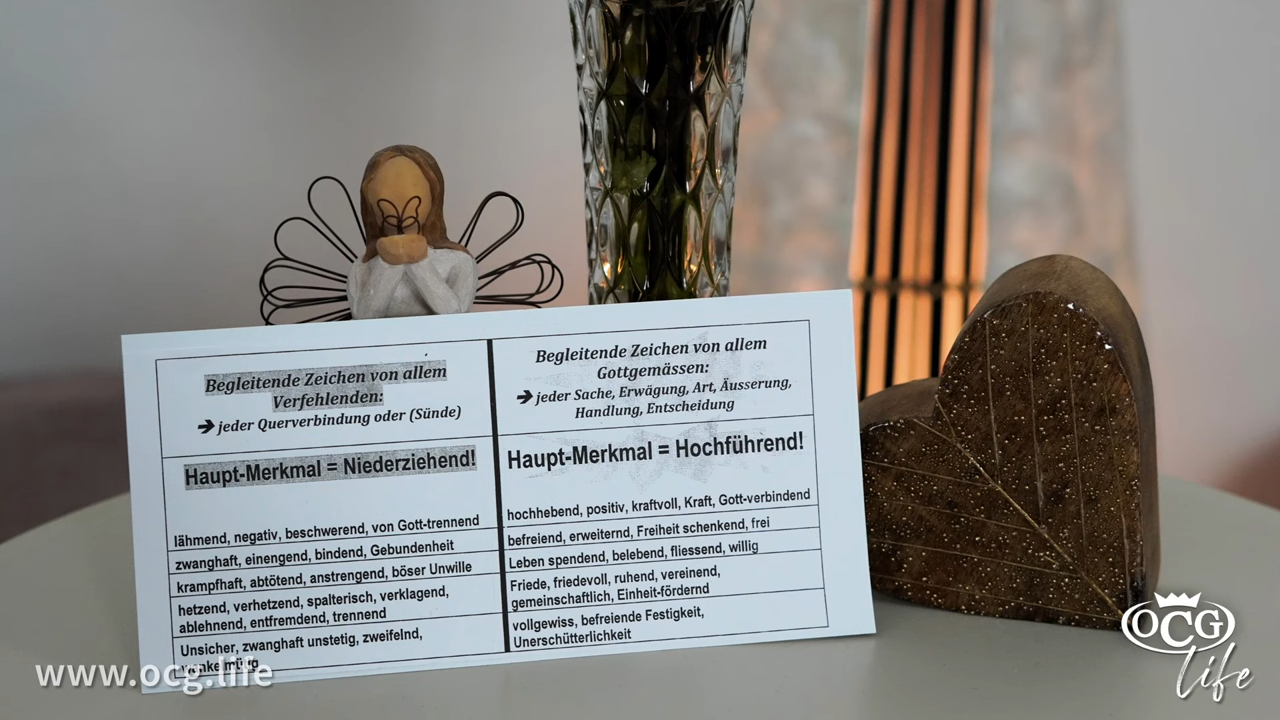 Begleitende Zeichen von allem
Verfehlenden:
➔ jeder Querverbindung oder (Sünde)
Haupt-Merkmal = Niederziehend!
lähmend, negativ, beschwerend, von Gott-trennend
zwanghaft, einengend, bindend, Gebundenheit
krampfhaft, abtötend, anstrengend, böser Unwille
hetzend, verhetzend, spalterisch, verklagend,
ablehnend, entfremdend, trennend
Unsicher, zwanghaft unstetig, zweifelnd,
wankelmütig
Begleitende Zeichen von allem
Gottgemässen:
➔ jeder Sache, Erwägung, Art, Äusserung,
Handlung, Entscheidung
Haupt-Merkmal = Hochführend!
hochhebend, positiv, kraftvoll, Kraft, Gott-verbindend
befreiend, erweiternd, Freiheit schenkend, frei
Leben spendend, belebend, fliessend, willig
Friede, friedevoll, ruhend, vereinend,
gemeinschaftlich, Einheit-fördernd
vollgewiss, befreiende Festigkeit,
Unerschütterlichkeit
www.ocg.life
OCG
life